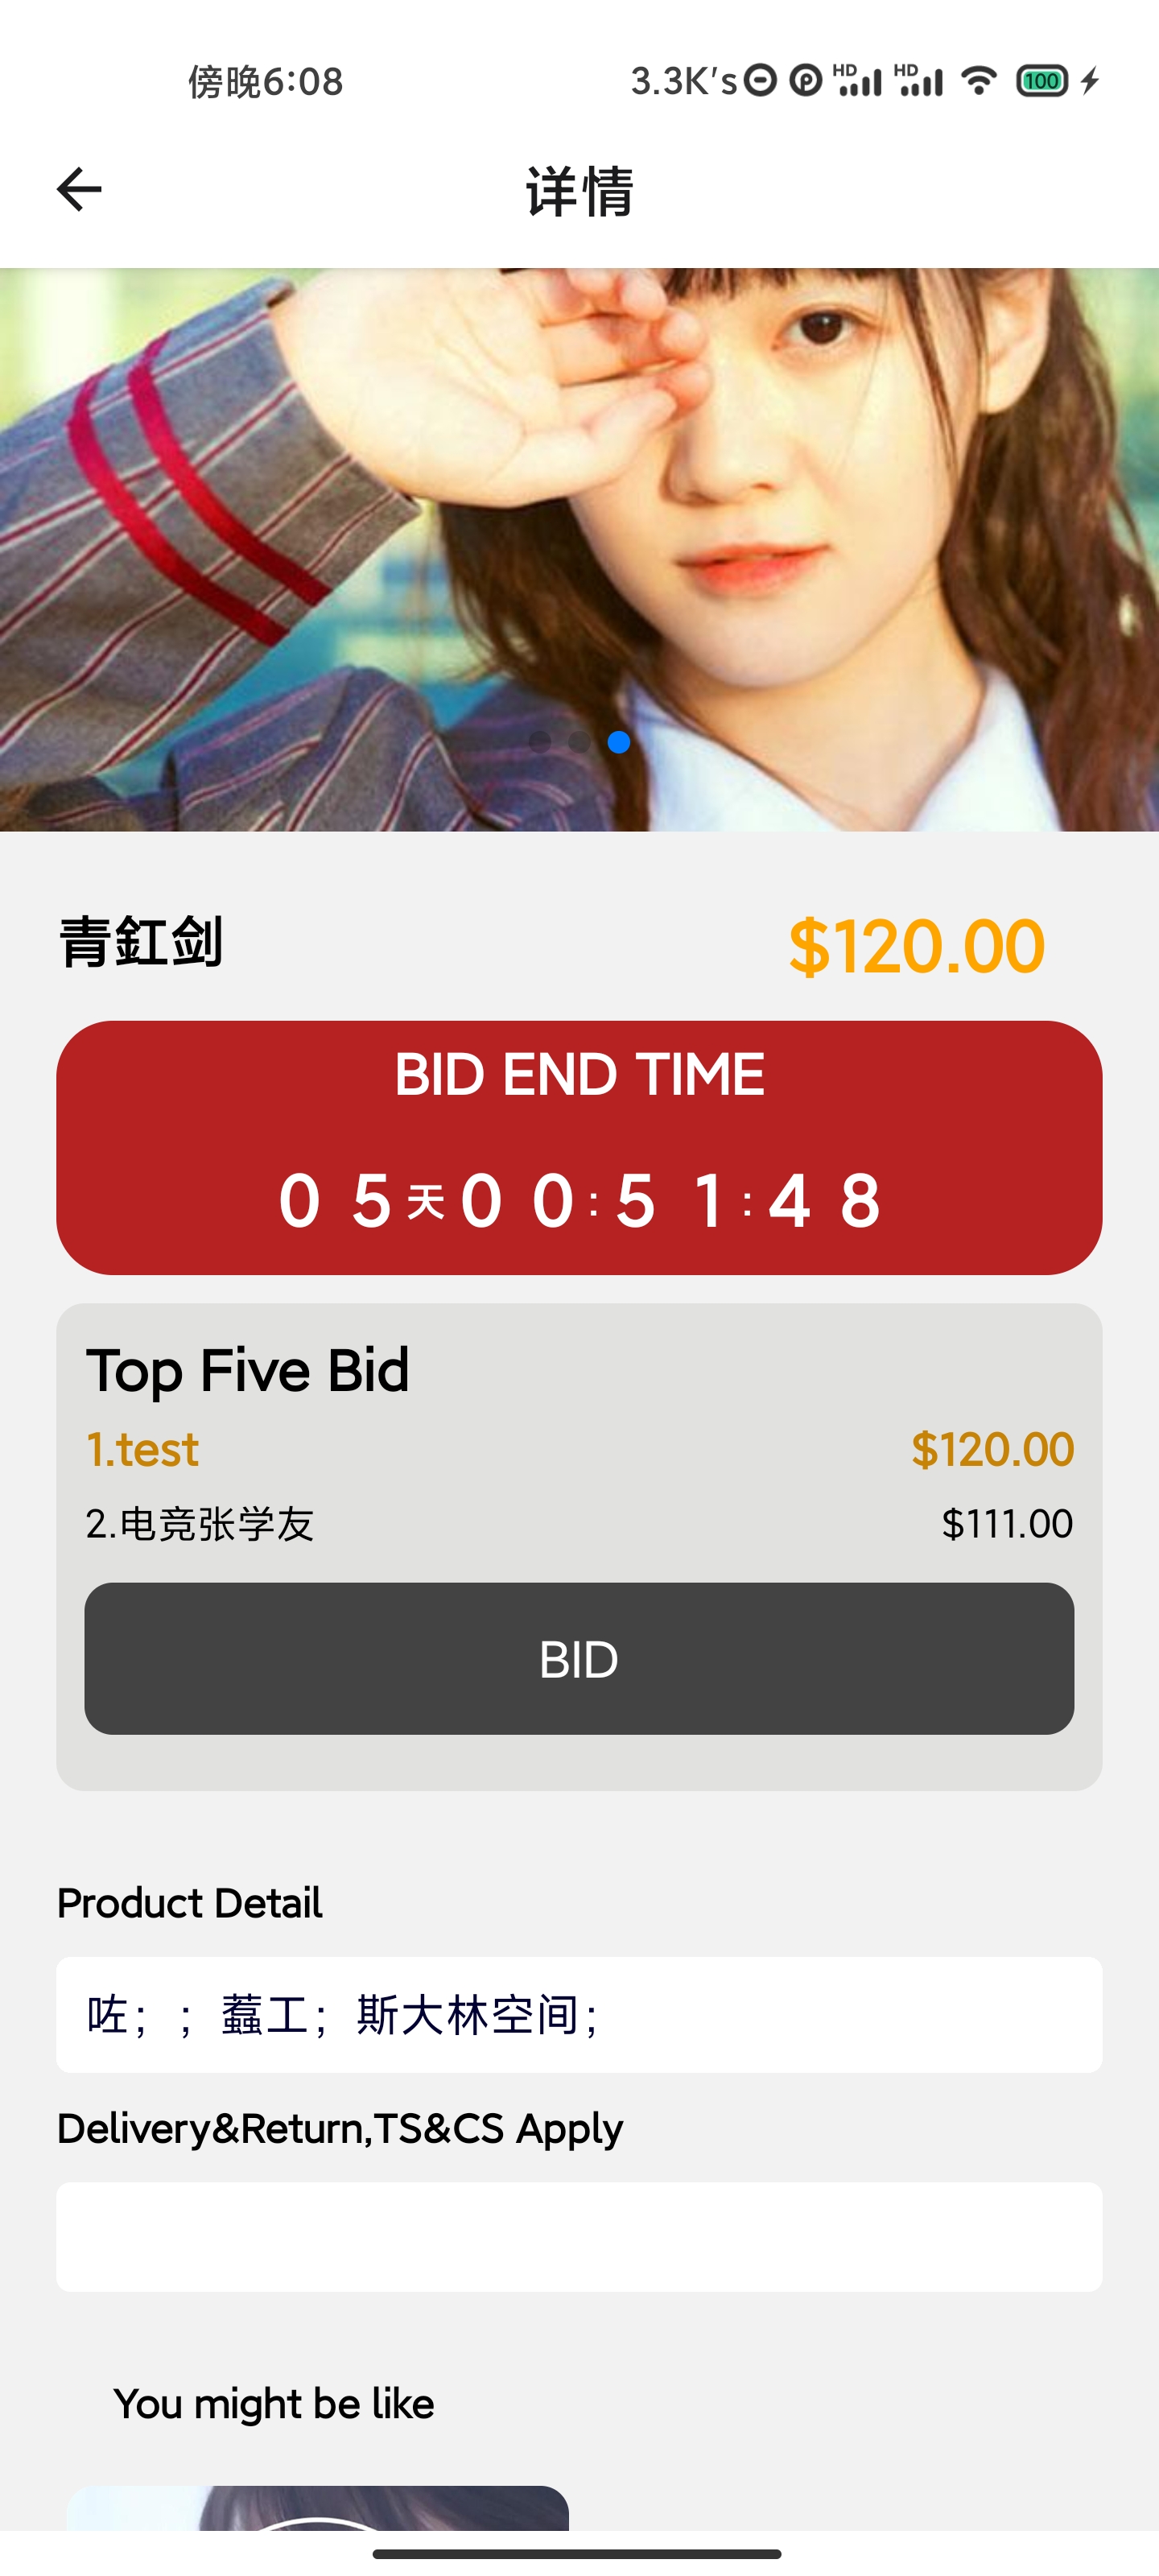 傍晚6:08
3.3K's
HD HD 100
详情
青釭剑
$120.00
BID END TIME
0 5天0 0:5 1:4 8
Top Five Bid
1.test $120.00
2.电竞张学友 $111.00
BID
Product Detail
咗；；蕋工；斯大林空间；
Delivery&Return,TS&CS Apply
You might be like